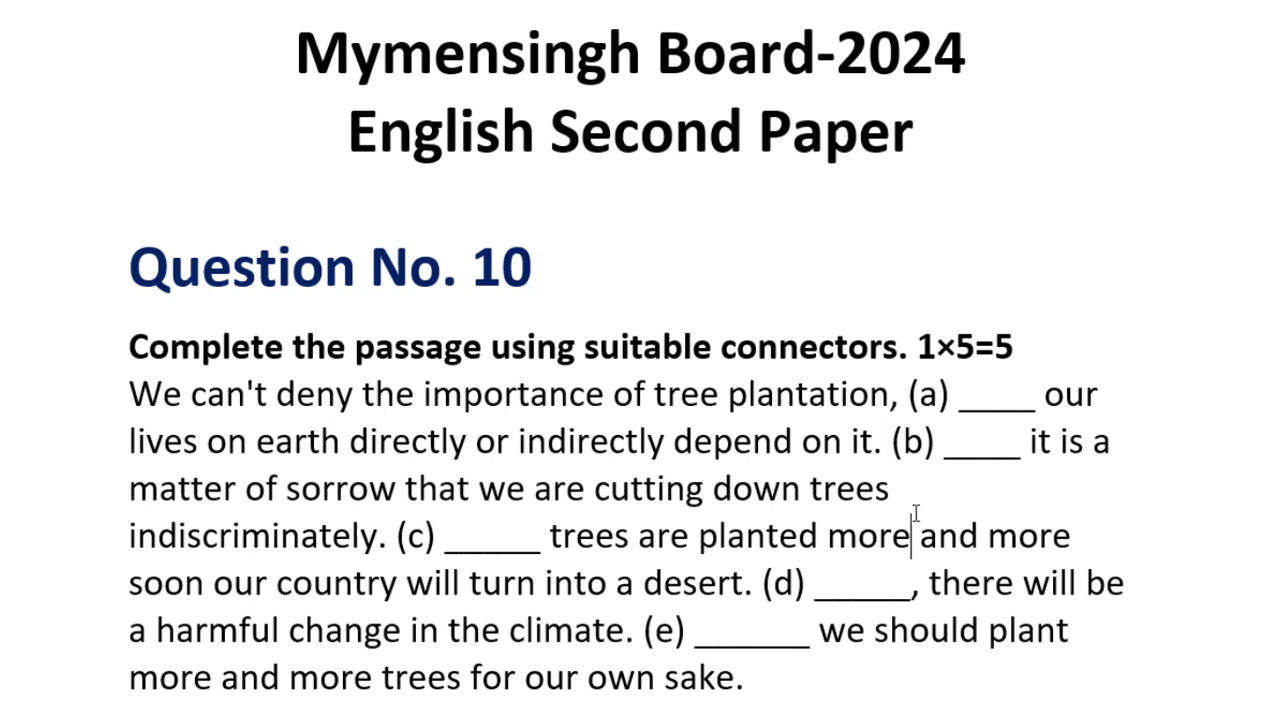 Mymensingh Board-2024
English Second Paper
Question No. 10
Complete the passage using suitable connectors. 1×5=5
We can't deny the importance of tree plantation, (a) ____ our
lives on earth directly or indirectly depend on it. (b) ____ it is a
matter of sorrow that we are cutting down trees
indiscriminately. (c) _____ trees are planted more and more
soon our country will turn into a desert. (d) _____, there will be
a harmful change in the climate. (e) ______ we should plant
more and more trees for our own sake.